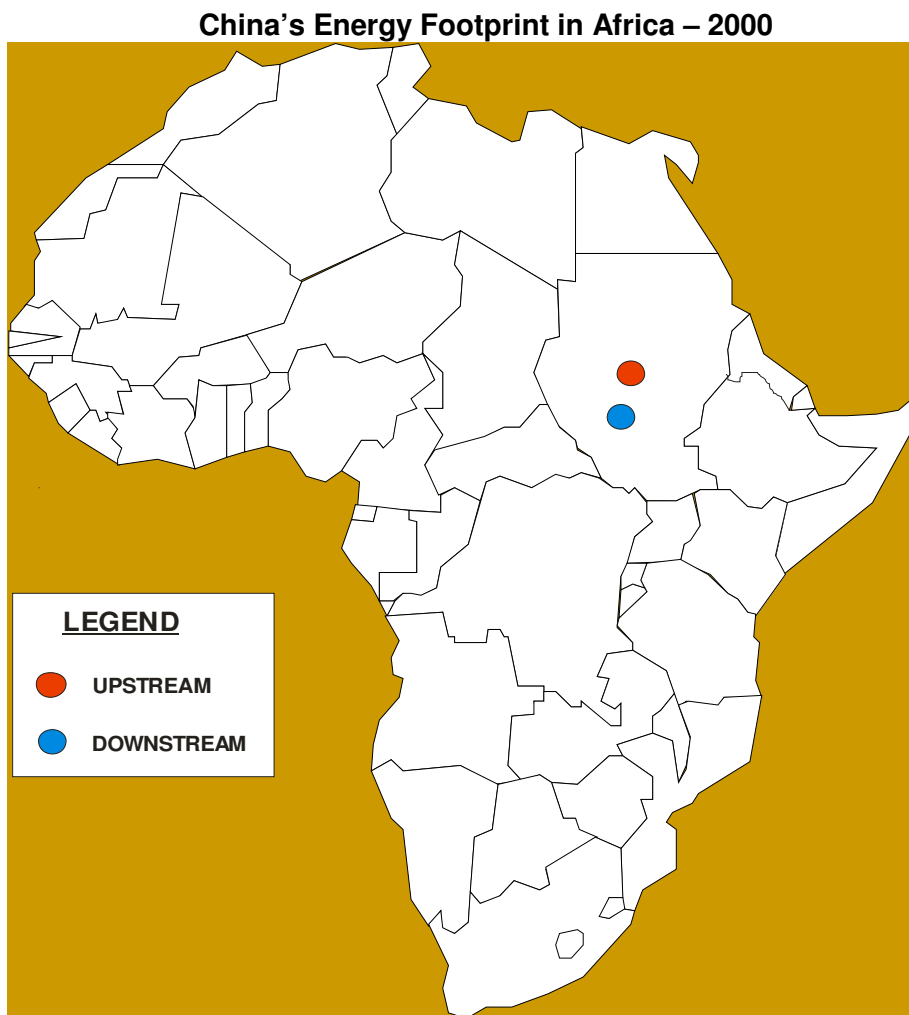 China’s Energy Footprint in Africa – 2000
LEGEND
UPSTREAM
DOWNSTREAM